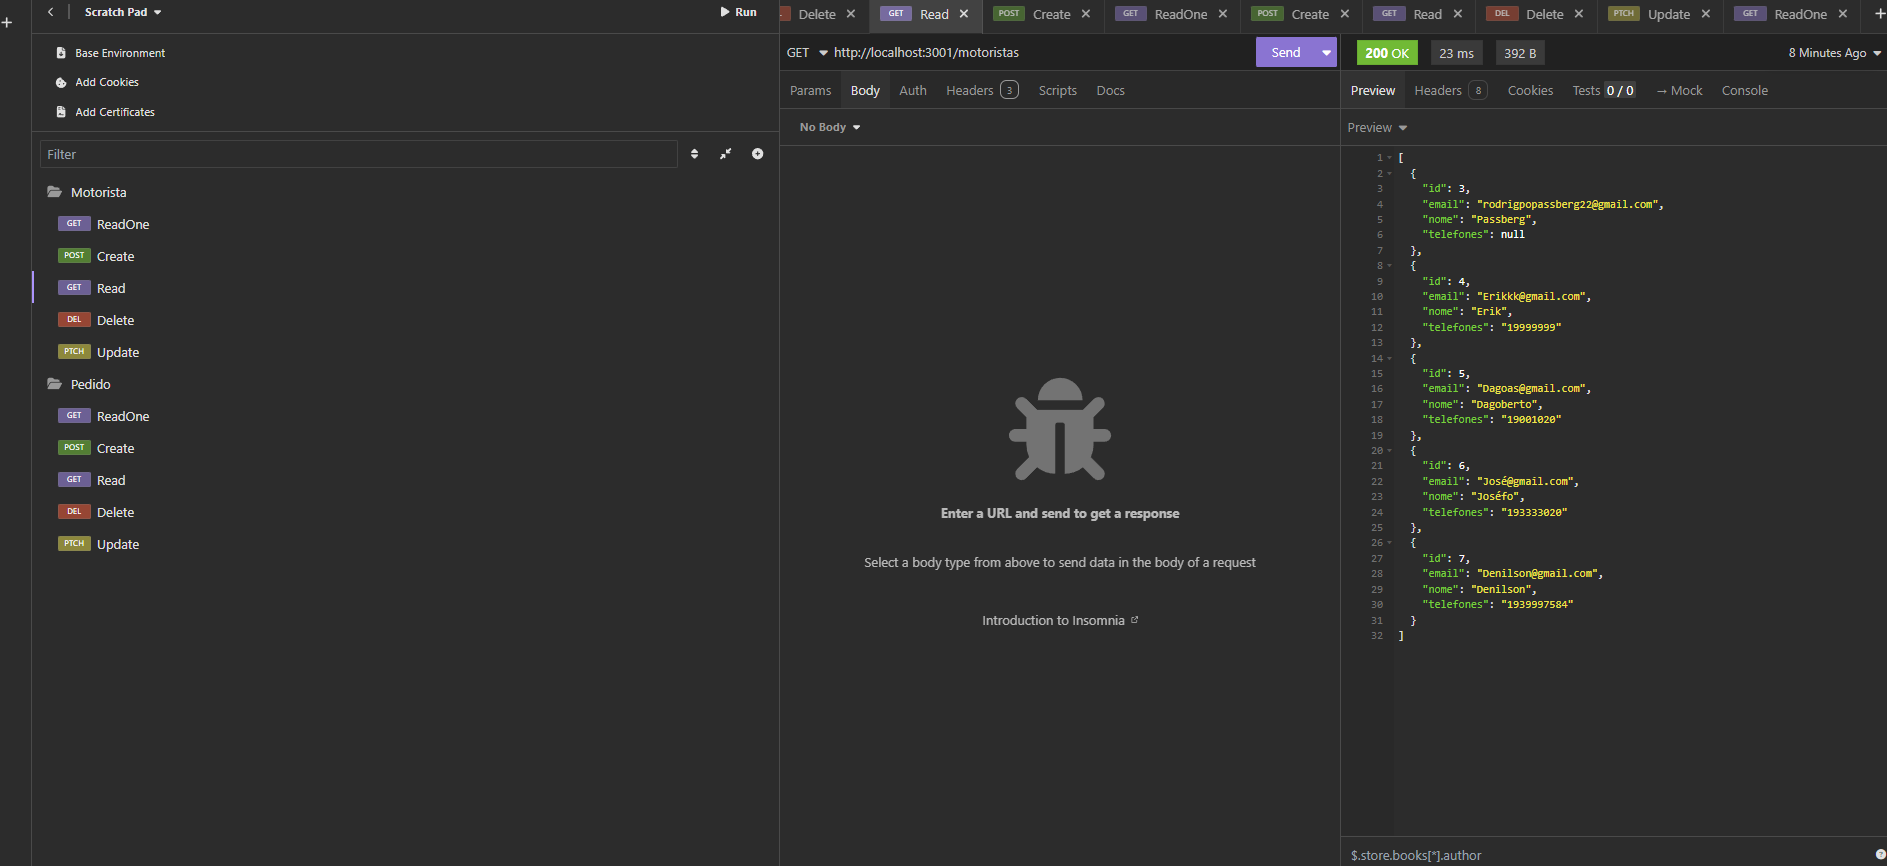 Scratch Pad
Run
Base Environment
Add Cookies
Add Certificates
Filter
Motorista
GET ReadOne
POST Create
GET Read
DEL Delete
PTCH Update
Pedido
GET ReadOne
POST Create
GET Read
DEL Delete
PTCH Update
Delete
GET Read
POST Create
GET ReadOne
POST Create
GET Read
DEL Delete
PTCH Update
GET ReadOne
GET http://localhost:3001/motoristas
Send
Params Body Auth Headers 3 Scripts Docs
No Body
Enter a URL and send to get a response
Select a body type from above to send data in the body of a request
Introduction to Insomnia
200 OK 23 ms 392 B 8 Minutes Ago
Preview Headers 8 Cookies Tests 0 / 0 → Mock Console
Preview
1 [
2 {
3 "id": 3,
4 "email": "rodrigpopassberg22@gmail.com",
5 "nome": "Passberg",
6 "telefones": null
7 },
8 {
9 "id": 4,
10 "email": "Erikkk@gmail.com",
11 "nome": "Erik",
12 "telefones": "19999999"
13 },
14 {
15 "id": 5,
16 "email": "Dagoas@gmail.com",
17 "nome": "Dagoberto",
18 "telefones": "19001020"
19 },
20 {
21 "id": 6,
22 "email": "José@gmail.com",
23 "nome": "Joséfo",
24 "telefones": "193333020"
25 },
26 {
27 "id": 7,
28 "email": "Denilson@gmail.com",
29 "nome": "Denilson",
30 "telefones": "1939997584"
31 }
32 ]
$.store.books[*].author